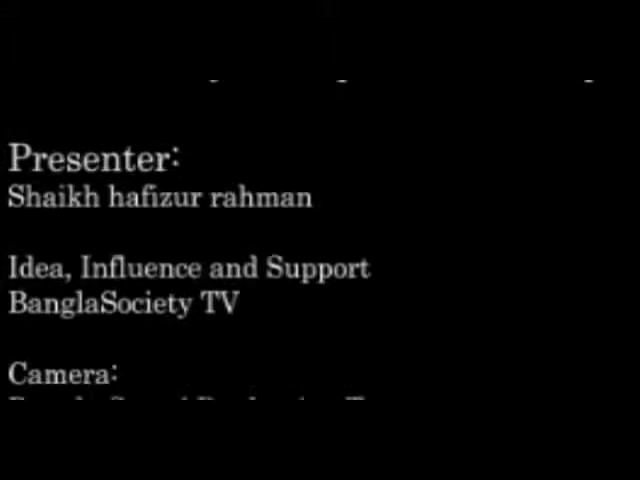 Presenter:
Shaikh hafizur rahman
Idea, Influence and Support
BanglaSociety TV
Camera: